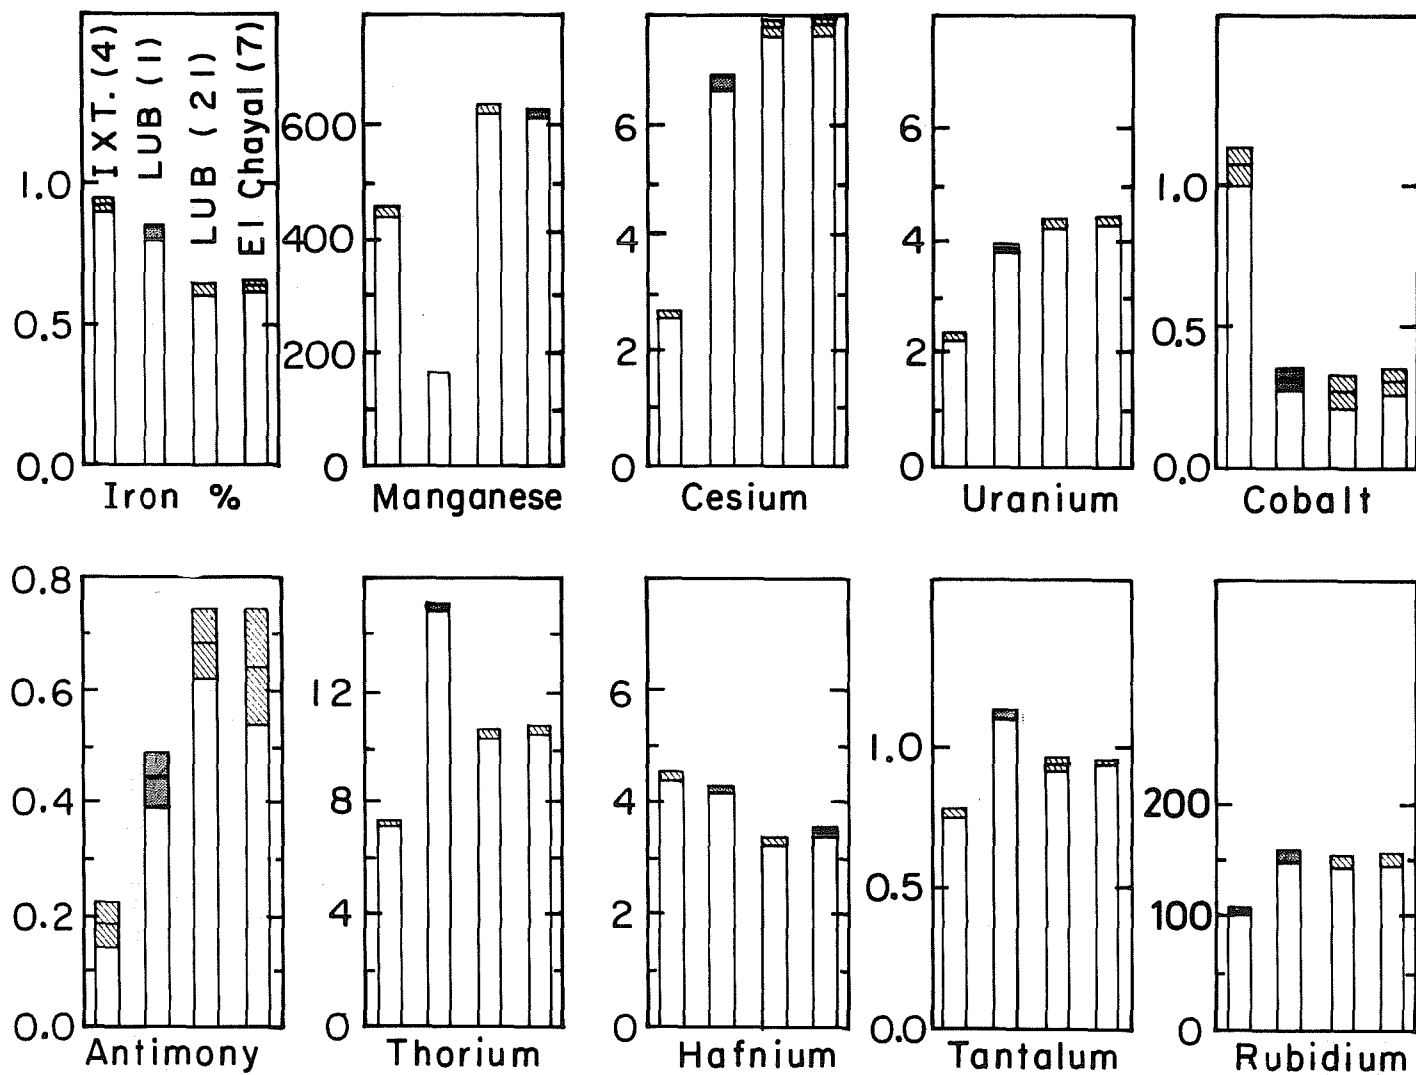 IXT. (4)
LUB (1)
LUB (21)
El Chayal (7)
1.0
0.5
0.0
Iron %
600
400
200
0
Manganese
6
4
2
0
Cesium
6
4
2
0
Uranium
1.0
0.5
0.0
Cobalt
0.8
0.6
0.4
0.2
0.0
Antimony
12
8
4
0
Thorium
6
4
2
0
Hafnium
1.0
0.5
0.0
Tantalum
200
100
0
Rubidium